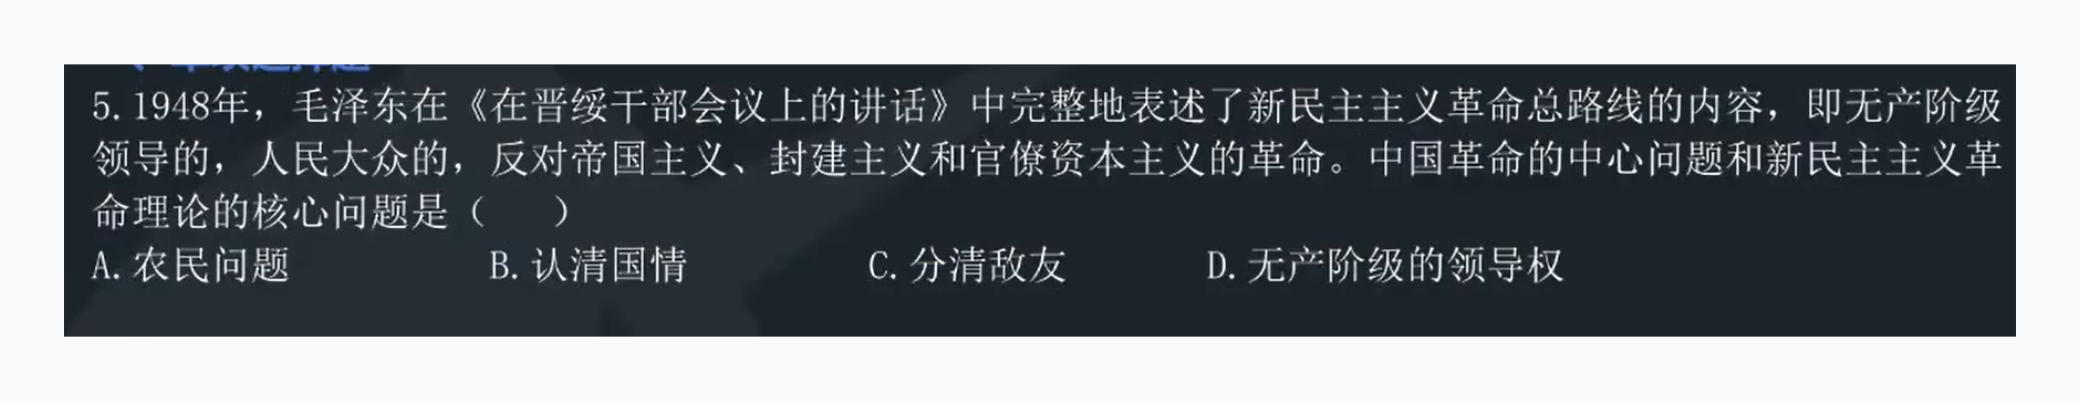 5.1948年，毛泽东在《在晋绥干部会议上的讲话》中完整地表述了新民主主义革命总路线的内容，即无产阶级
领导的，人民大众的，反对帝国主义、封建主义和官僚资本主义的革命。中国革命的中心问题和新民主主义革
命理论的核心问题是（　　）
A.农民问题　　B.认清国情　　C.分清敌友　　D.无产阶级的领导权